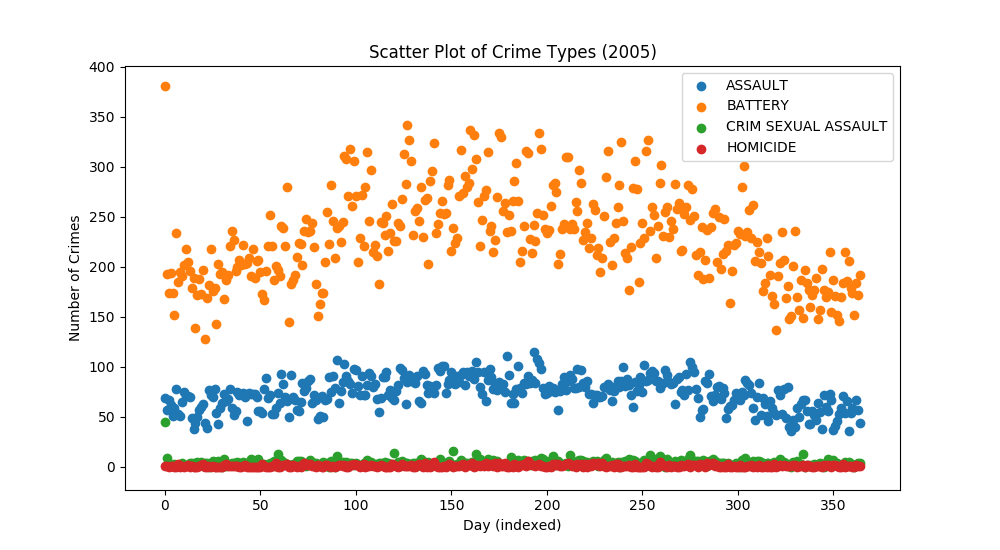 Scatter Plot of Crime Types (2005)
400
350
300
250
200
150
100
50
0
Number of Crimes
ASSAULT
BATTERY
CRIM SEXUAL ASSAULT
HOMICIDE
0 50 100 150 200 250 300 350
Day (indexed)